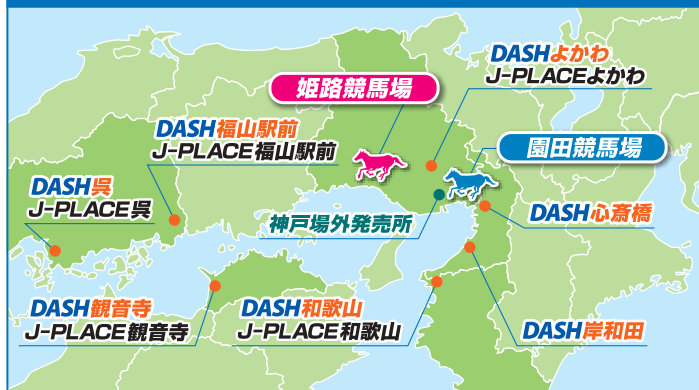 DASHよかわ
J-PLACEよかわ
姫路競馬場
DASH福山駅前
J-PLACE福山駅前
園田競馬場
DASH呉
J-PLACE呉
神戸場外発売所
DASH心斎橋
DASH観音寺
J-PLACE観音寺
DASH和歌山
J-PLACE和歌山
DASH岸和田